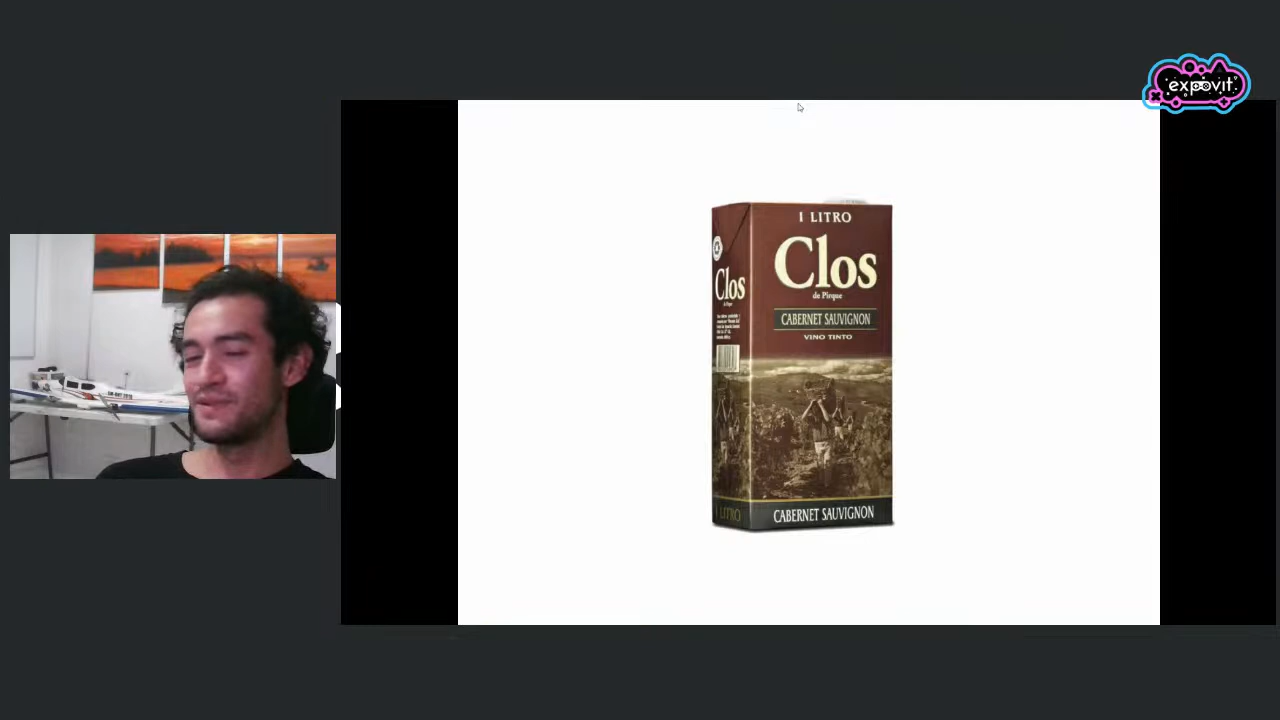 expovit
1 LITRO
Clos
de Pirque
CABERNET SAUVIGNON
VINO TINTO
CABERNET SAUVIGNON
Clos
1 LITRO